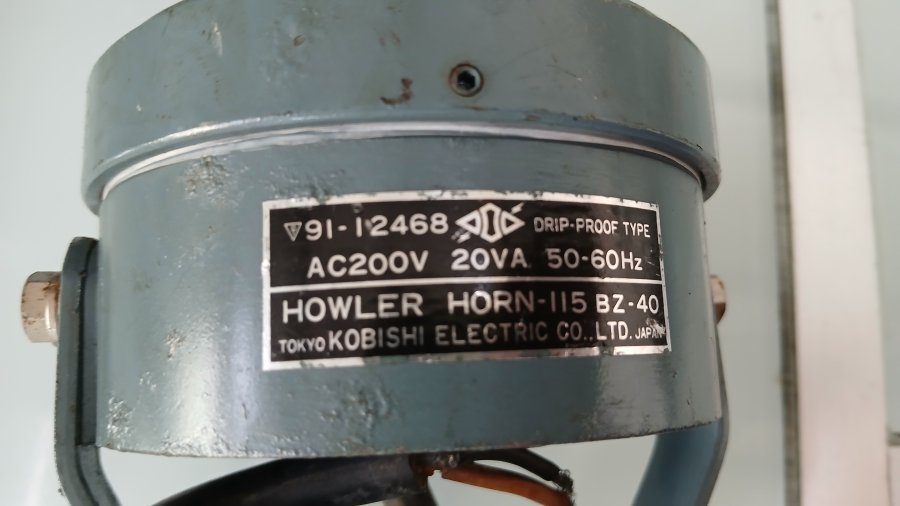 91-12468 DRIP-PROOF TYPE
AC200V 20VA 50-60Hz
HOWLER HORN-115 BZ-40
TOKYO KOBISHI ELECTRIC CO.,LTD. JAPAN